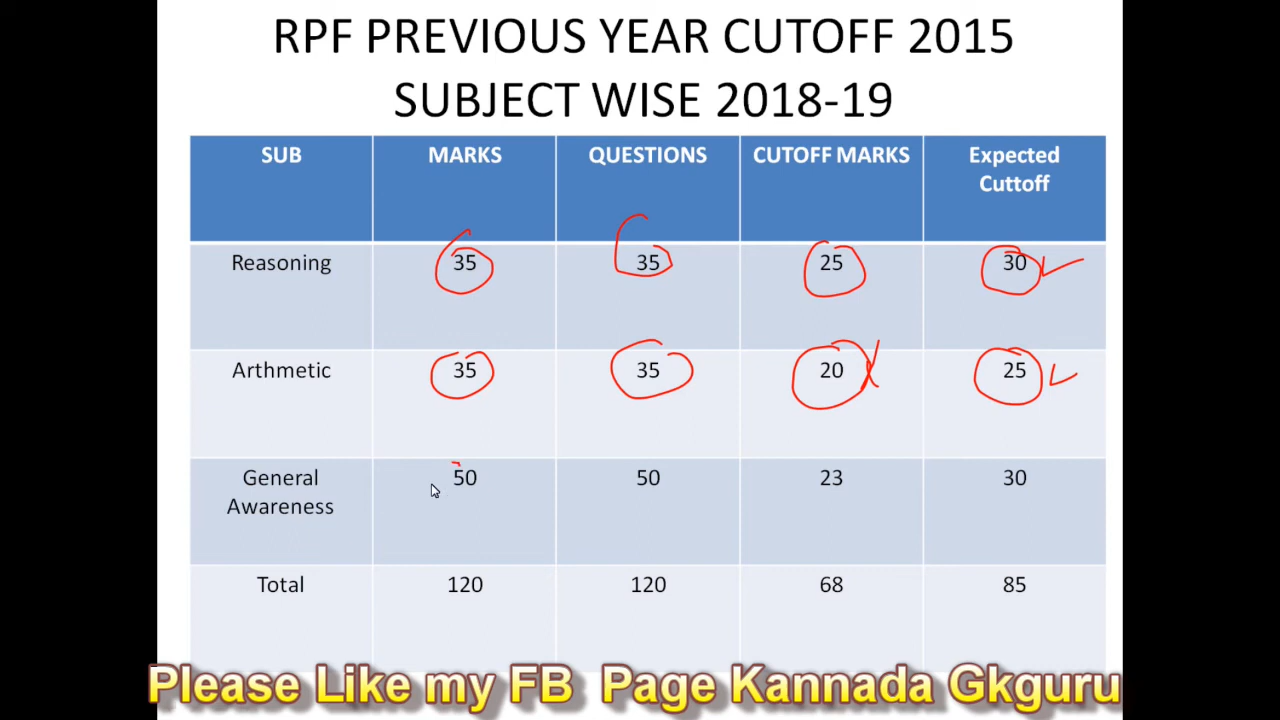 RPF PREVIOUS YEAR CUTOFF 2015
SUBJECT WISE 2018-19
SUB MARKS QUESTIONS CUTOFF MARKS Expected
Cuttoff
Reasoning 35 35 25 30
Arthmetic 35 35 20 25
General 50 50 23 30
Awareness
Total 120 120 68 85
Please Like my FB Page Kannada Gkguru